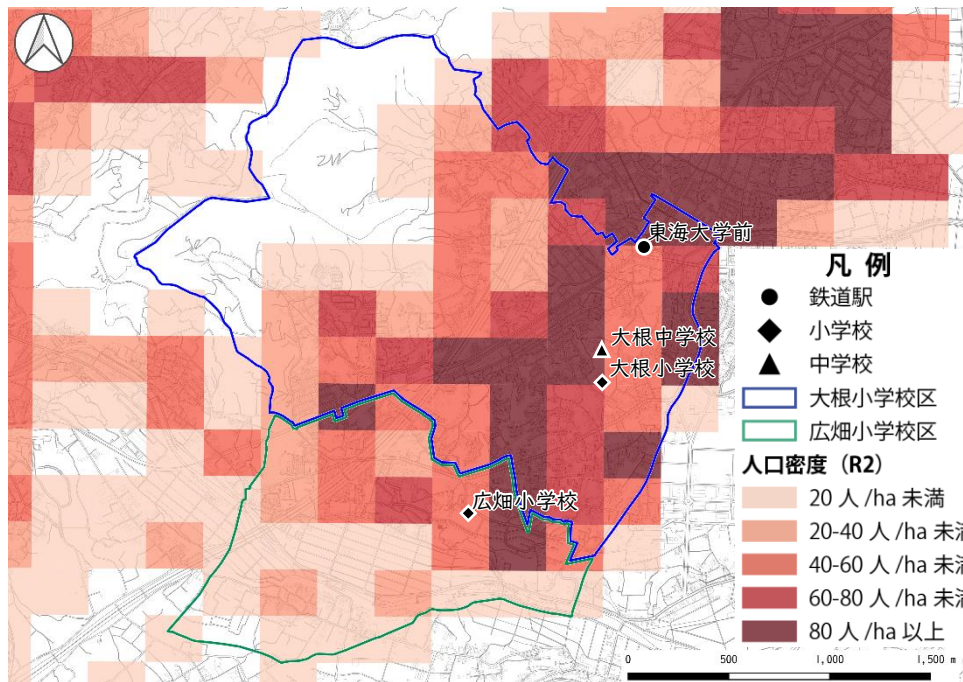 東海大学前
大根中学校
大根小学校
広畑小学校
凡 例
鉄道駅
小学校
中学校
大根小学校区
広畑小学校区
人口密度（R2）
20 人 /ha 未満
20-40 人 /ha 未満
40-60 人 /ha 未満
60-80 人 /ha 未満
80 人 /ha 以上
0 500 1,000 1,500 m